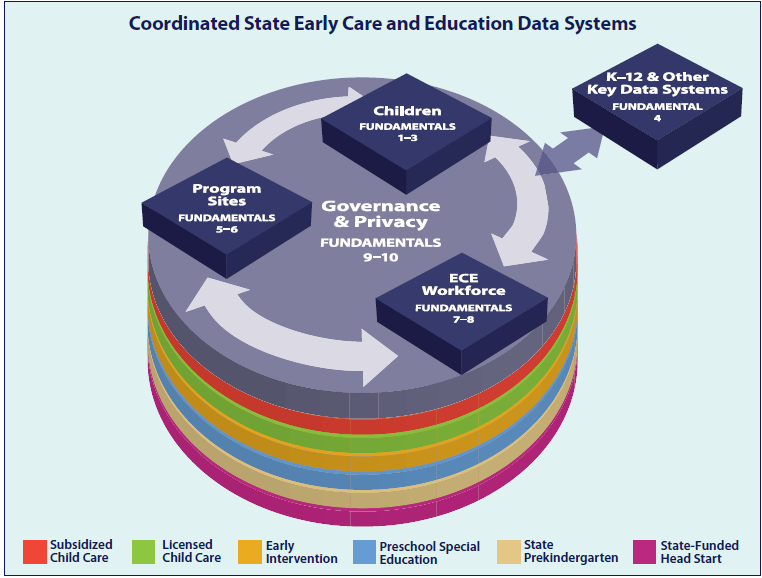 Coordinated State Early Care and Education Data Systems
K–12 & Other
Key Data Systems
FUNDAMENTAL
4
Children
FUNDAMENTALS
1–3
Program
Sites
FUNDAMENTALS
5–6
Governance
& Privacy
FUNDAMENTALS
9–10
ECE
Workforce
FUNDAMENTALS
7–8
Subsidized
Child Care
Licensed
Child Care
Early
Intervention
Preschool Special
Education
State
Prekindergarten
State-Funded
Head Start